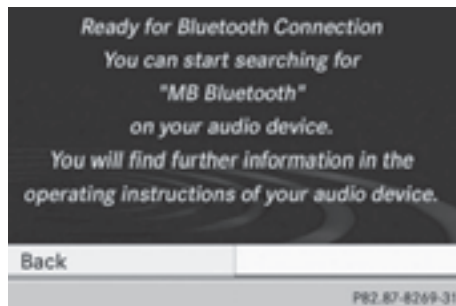 Ready for Bluetooth Connection
You can start searching for
"MB Bluetooth"
on your audio device.
You will find further information in the
operating instructions of your audio device.
Back
P82.87-8269-31